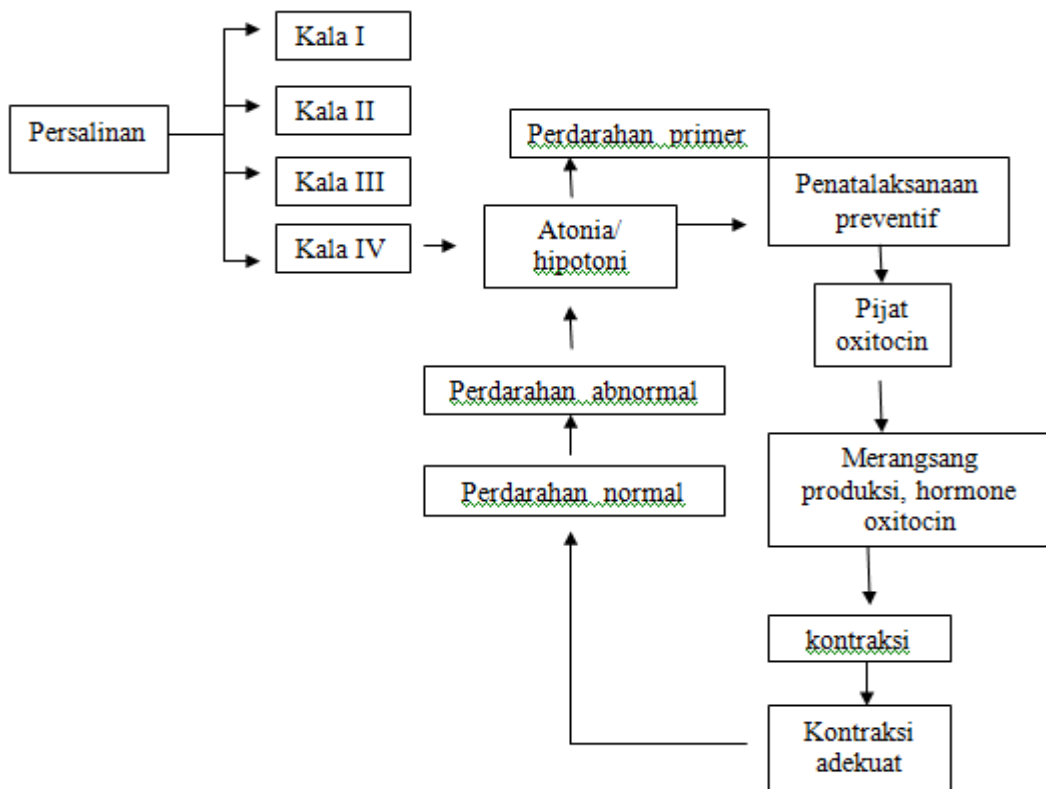 Kala I
Kala II
Persalinan
Kala III
Kala IV
Perdarahan primer
Penatalaksanaan
preventif
Atonia/
hipotoni
Pijat
oxitocin
Perdarahan abnormal
Perdarahan normal
Merangsang
produksi, hormone
oxitocin
kontraksi
Kontraksi
adekuat